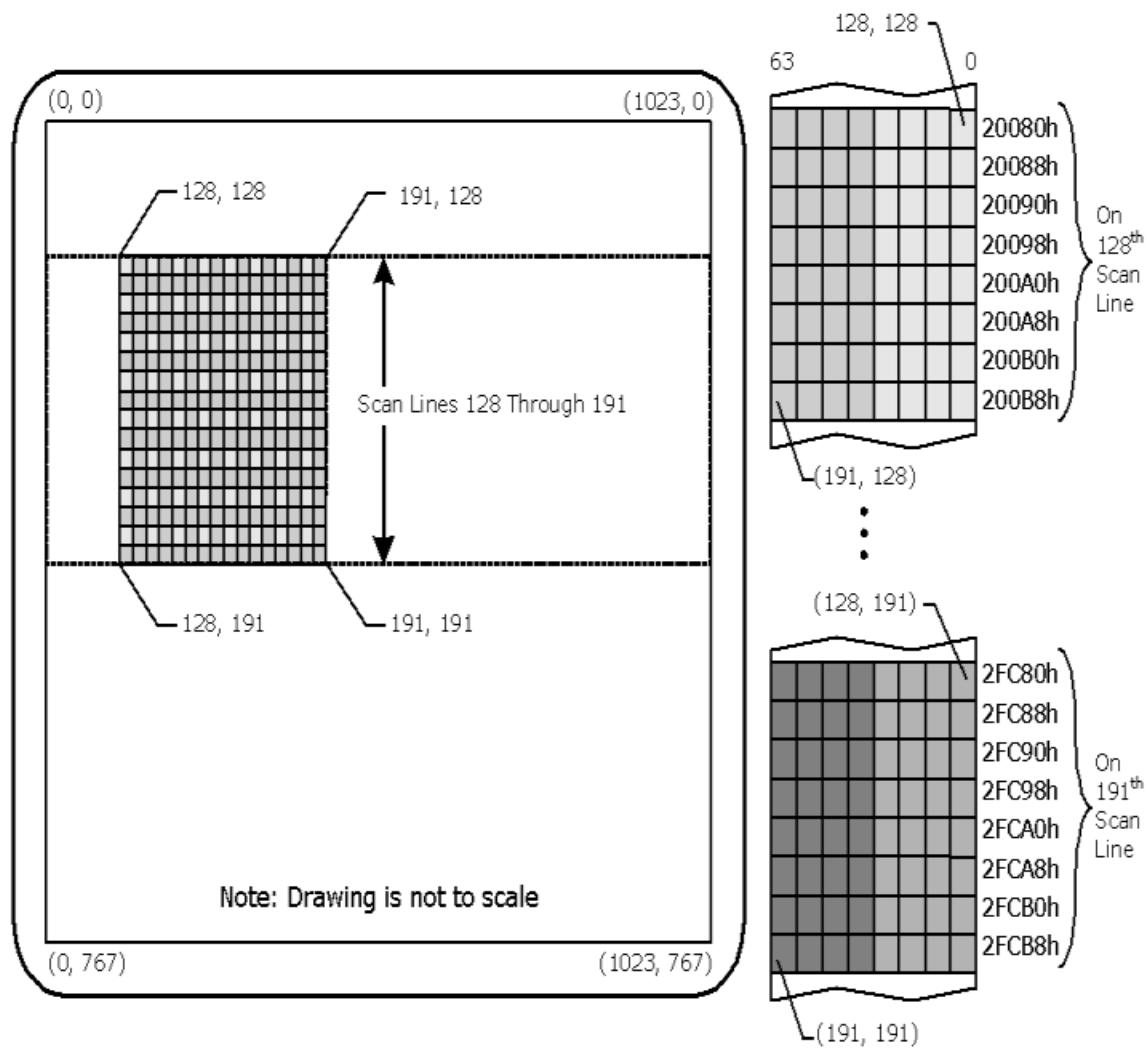 (0, 0)
(1023, 0)
128, 128
191, 128
Scan Lines 128 Through 191
128, 191
191, 191
Note: Drawing is not to scale
(0, 767)
(1023, 767)
128, 128
63
0
20080h
20088h
20090h
20098h
200A0h
200A8h
200B0h
200B8h
On
128th
Scan
Line
(191, 128)
(128, 191)
2FC80h
2FC88h
2FC90h
2FC98h
2FCA0h
2FCA8h
2FCB0h
2FCB8h
On
191th
Scan
Line
(191, 191)